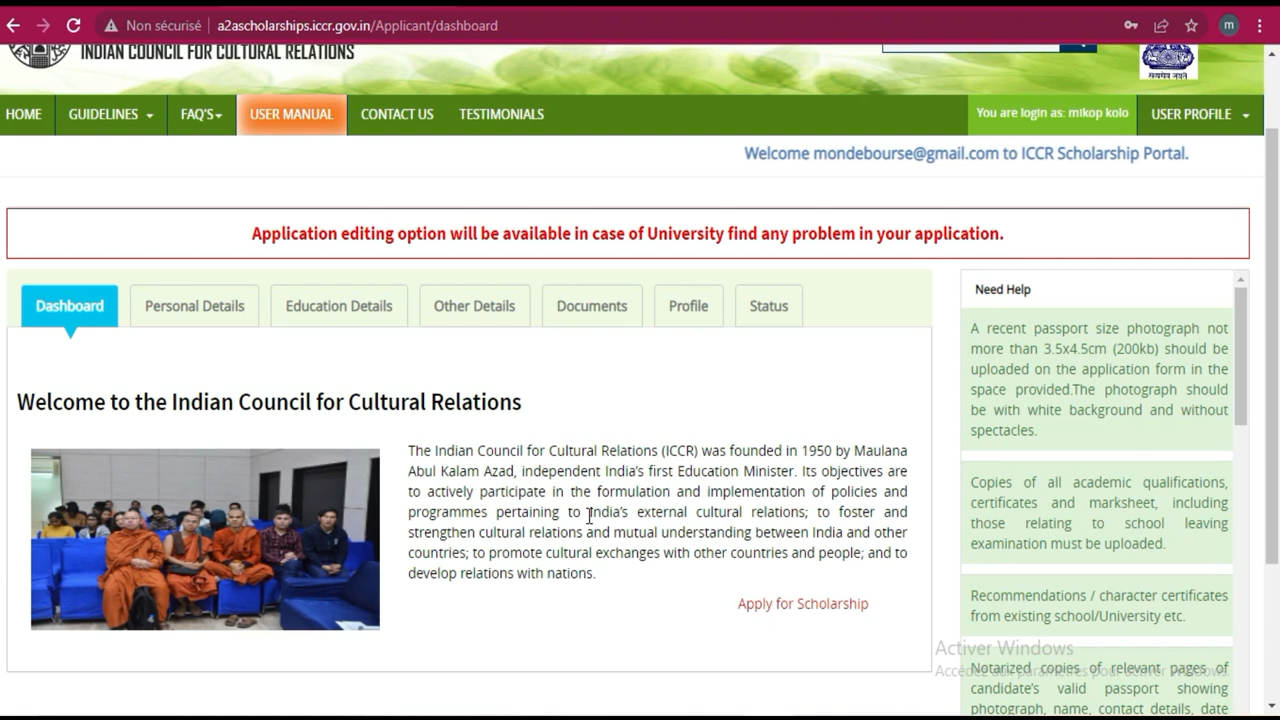 Non sécurisé a2ascholarships.iccr.gov.in/Applicant/dashboard m
INDIAN COUNCIL FOR CULTURAL RELATIONS
सत्यमेव जयते
HOME GUIDELINES FAQ'S USER MANUAL CONTACT US TESTIMONIALS You are login as: mikop kolo USER PROFILE
Welcome mondebourse@gmail.com to ICCR Scholarship Portal.
Application editing option will be available in case of University find any problem in your application.
Dashboard Personal Details Education Details Other Details Documents Profile Status
Welcome to the Indian Council for Cultural Relations
The Indian Council for Cultural Relations (ICCR) was founded in 1950 by Maulana
Abul Kalam Azad, independent India's first Education Minister. Its objectives are
to actively participate in the formulation and implementation of policies and
programmes pertaining to India's external cultural relations; to foster and
strengthen cultural relations and mutual understanding between India and other
countries; to promote cultural exchanges with other countries and people; and to
develop relations with nations.
Apply for Scholarship
Need Help
A recent passport size photograph not
more than 3.5x4.5cm (200kb) should be
uploaded on the application form in the
space provided.The photograph should
be with white background and without
spectacles.
Copies of all academic qualifications,
certificates and marksheet, including
those relating to school leaving
examination must be uploaded.
Recommendations / character certificates
from existing school/University etc.
Notarized copies of relevant pages of
candidate's valid passport showing
photograph, name, contact details, date
Activer Windows
Accédez aux paramètres pour activer Windows.